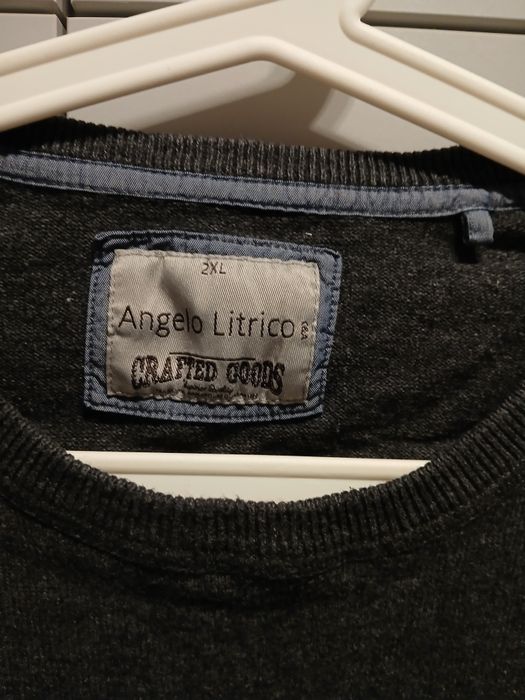 2XL
Angelo Litrico
C&A
CRAFTED GOODS